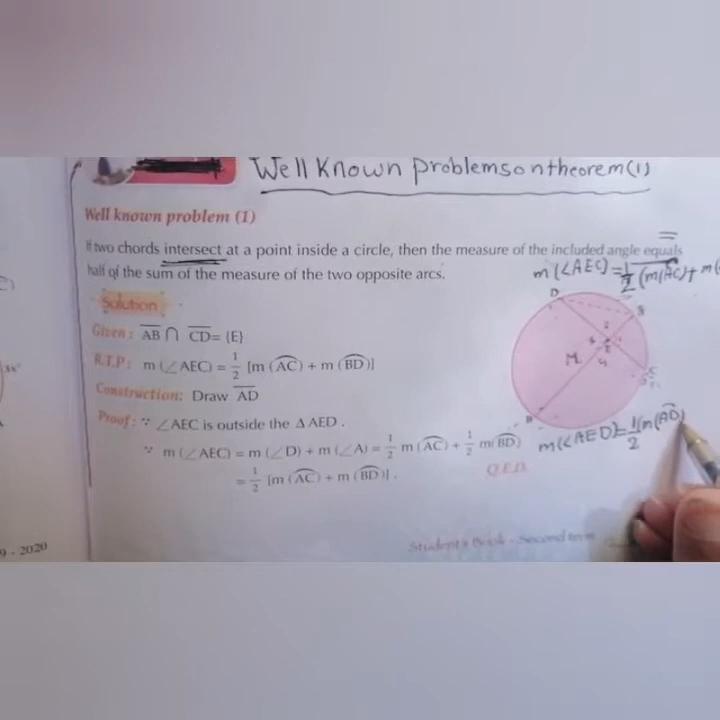 Well Known Problems on theorem (1)
Well known problem (1)
If two chords intersect at a point inside a circle, then the measure of the included angle equals
half of the sum of the measure of the two opposite arcs.
m(∠AEC)=1/2 (m(AC)+ m(
Solution
Given: AB ∩ CD = {E}
R.T.P: m (∠AEC) = 1/2 [m (AC) + m (BD)]
Construction: Draw AD
Proof: ∵ ∠AEC is outside the Δ AED .
∵ m (∠AEC) = m (∠D) + m (∠A) = 1/2 m (AC) + 1/2 m(BD)
= 1/2 [m (AC) + m (BD)] .
Q.E.D.
D
M
E
m(∠AED)=1/2(m(AD)
Student's Book - Second term
9 - 2020